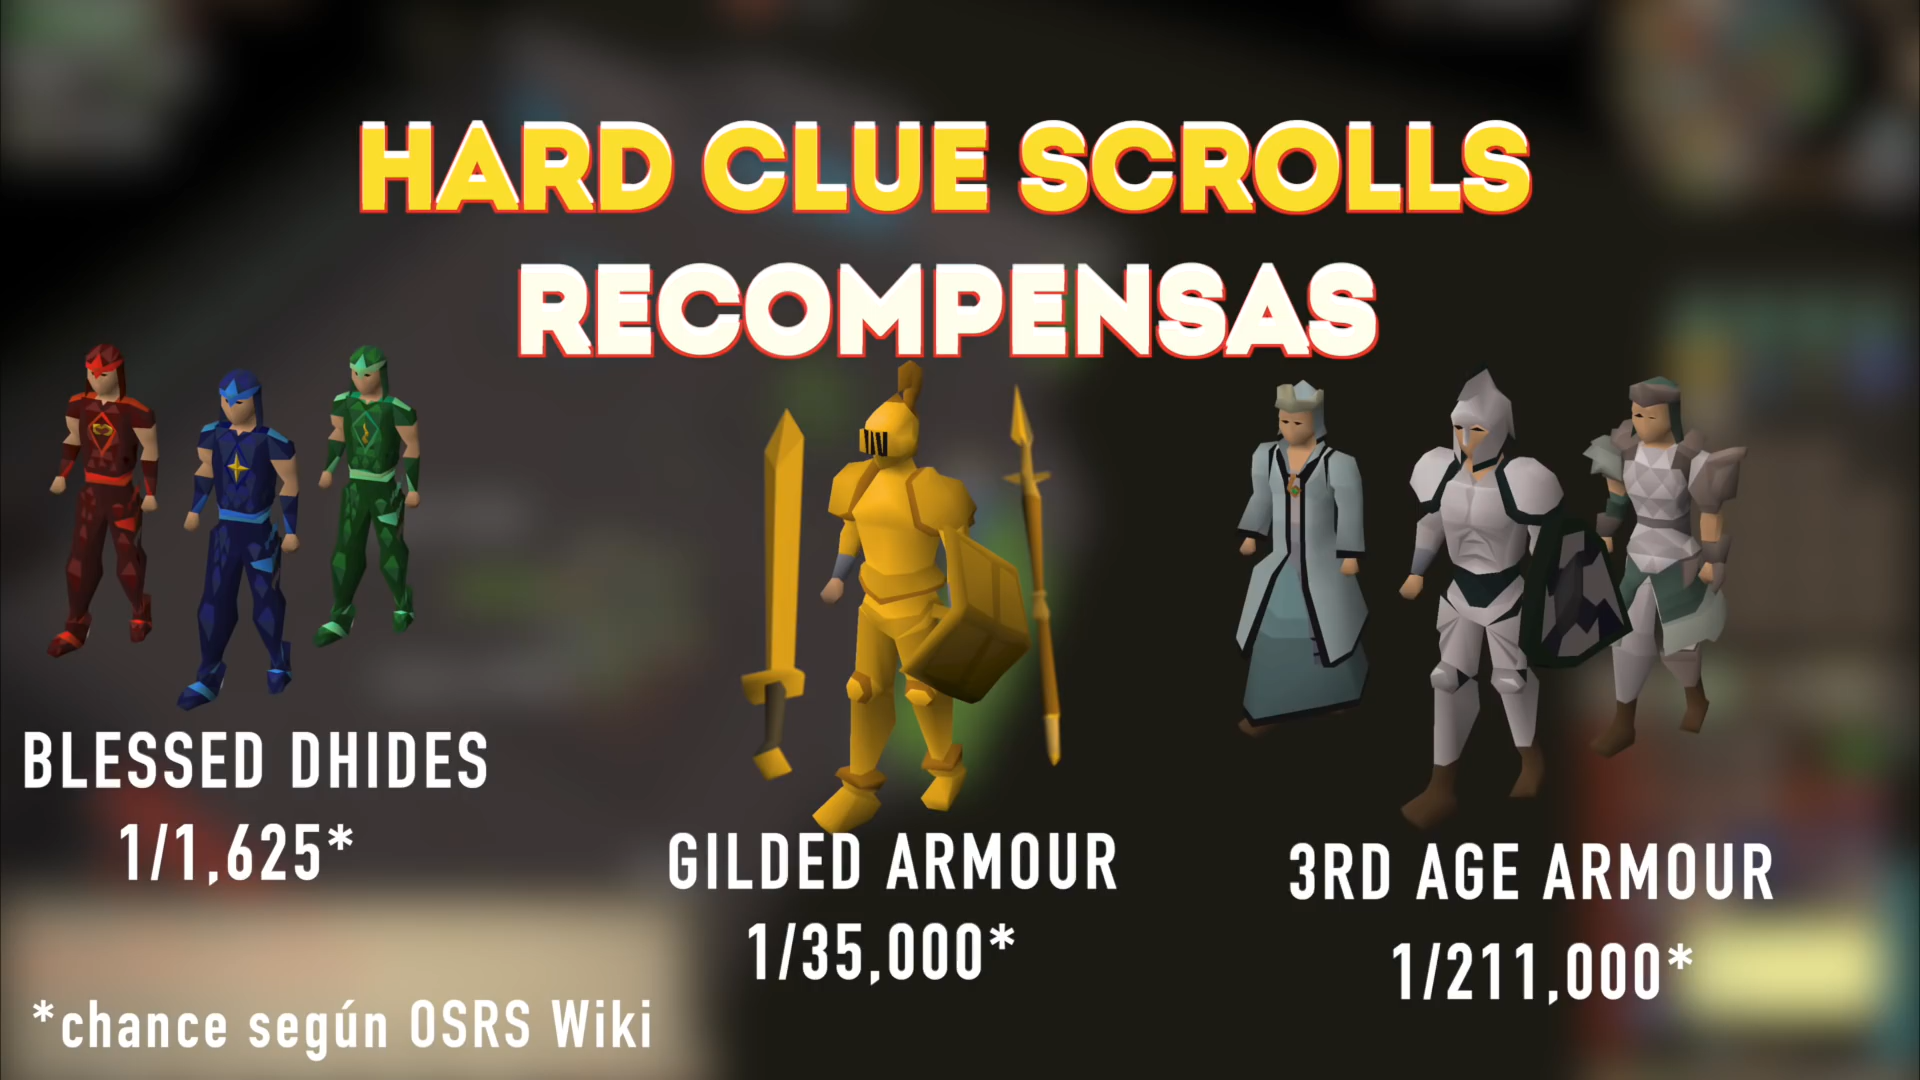 HARD CLUE SCROLLS
RECOMPENSAS
BLESSED DHIDES
1/1,625*
GILDED ARMOUR
1/35,000*
3RD AGE ARMOUR
1/211,000*
*chance según OSRS Wiki